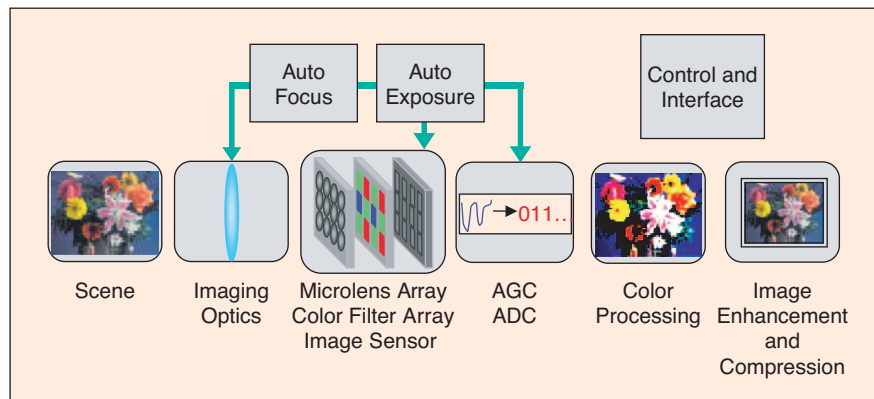 Auto
Focus
Auto
Exposure
Control and
Interface
011...
Scene
Imaging
Optics
Microlens Array
Color Filter Array
Image Sensor
AGC
ADC
Color
Processing
Image
Enhancement
and
Compression